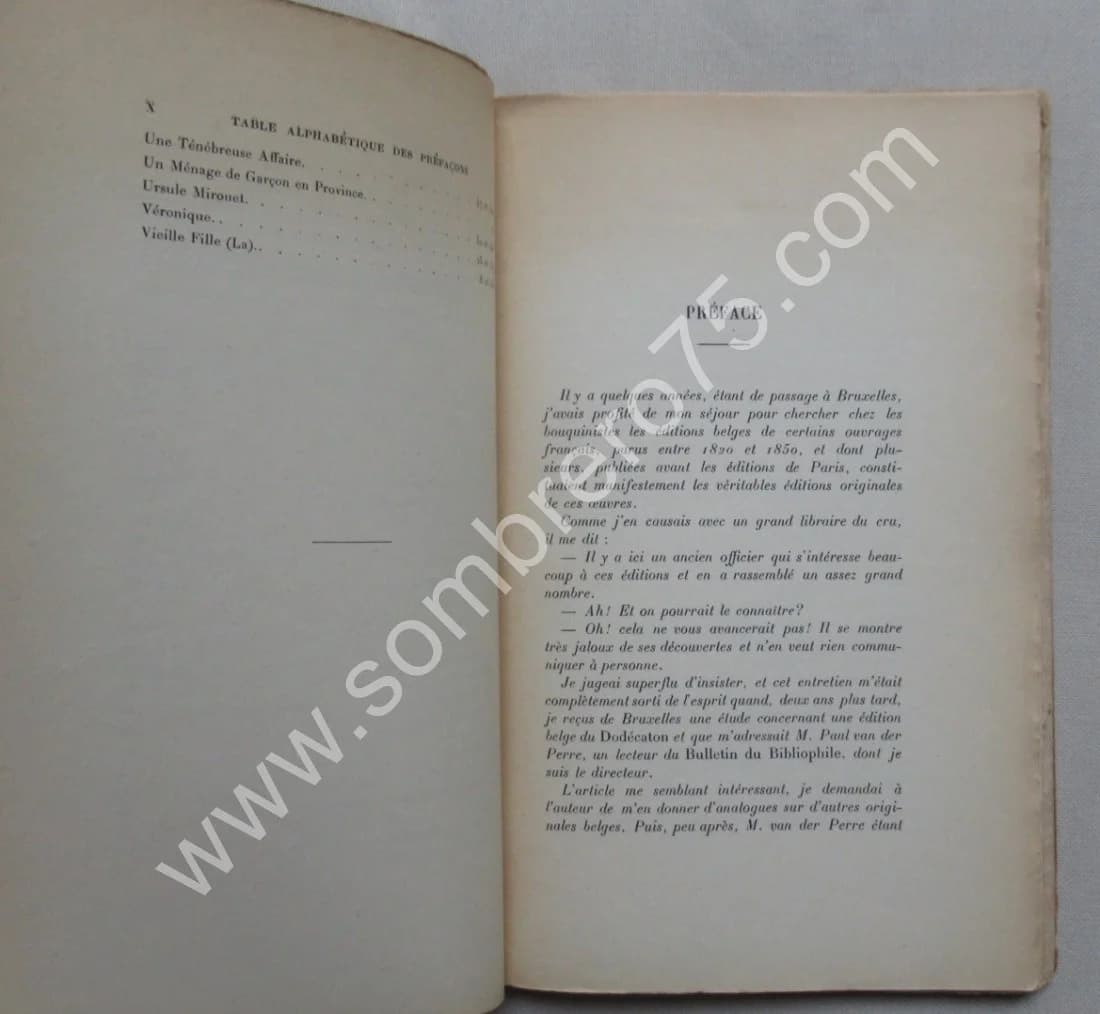 X
TABLE ALPHABÉTIQUE DES PRÉFAÇONS
Une Ténébreuse Affaire. . . . . . . .
Un Ménage de Garçon en Province. . . . .
Ursule Mirouet. . . . . . . . . .
Véronique. . . . . . . . . . .
Vieille Fille (La). . . . . . . . . .
PRÉFACE
Il y a quelques années, étant de passage à Bruxelles,
j'avais profité de mon séjour pour chercher chez les
bouquinistes les éditions belges de certains ouvrages
français, parus entre 1820 et 1850, et dont plu-
sieurs, publiées avant les éditions de Paris, consti-
tuaient manifestement les véritables éditions originales
de ces œuvres.
Comme j'en causais avec un grand libraire du cru,
il me dit :
— Il y a ici un ancien officier qui s'intéresse beau-
coup à ces éditions et en a rassemblé un assez grand
nombre.
— Ah! Et on pourrait le connaître?
— Oh! cela ne vous avancerait pas! Il se montre
très jaloux de ses découvertes et n'en veut rien commu-
niquer à personne.
Je jugeai superflu d'insister, et cet entretien m'était
complètement sorti de l'esprit quand, deux ans plus tard,
je reçus de Bruxelles une étude concernant une édition
belge du Dodécaton et que m'adressait M. Paul van der
Perre, un lecteur du Bulletin du Bibliophile, dont je
suis le directeur.
L'article me semblant intéressant, je demandai à
l'auteur de m'en donner d'analogues sur d'autres origi-
nales belges. Puis, peu après, M. van der Perre étant
www.sombrero75.com